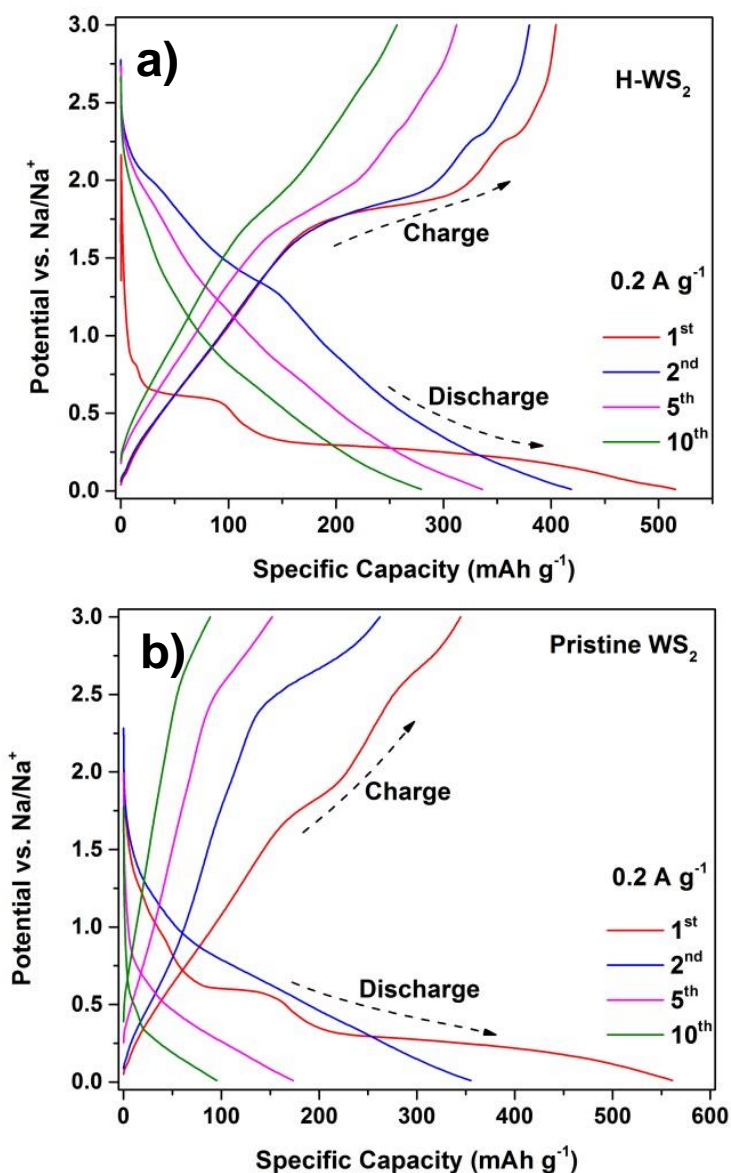 a)
H-WS₂
Potential vs. Na/Na⁺
3.0
2.5
2.0
1.5
1.0
0.5
0.0
Charge
Discharge
0.2 A g⁻¹
1ˢᵗ
2ⁿᵈ
5ᵗʰ
10ᵗʰ
0 100 200 300 400 500
Specific Capacity (mAh g⁻¹)
b)
Pristine WS₂
Potential vs. Na/Na⁺
3.0
2.5
2.0
1.5
1.0
0.5
0.0
Charge
Discharge
0.2 A g⁻¹
1ˢᵗ
2ⁿᵈ
5ᵗʰ
10ᵗʰ
0 100 200 300 400 500 600
Specific Capacity (mAh g⁻¹)